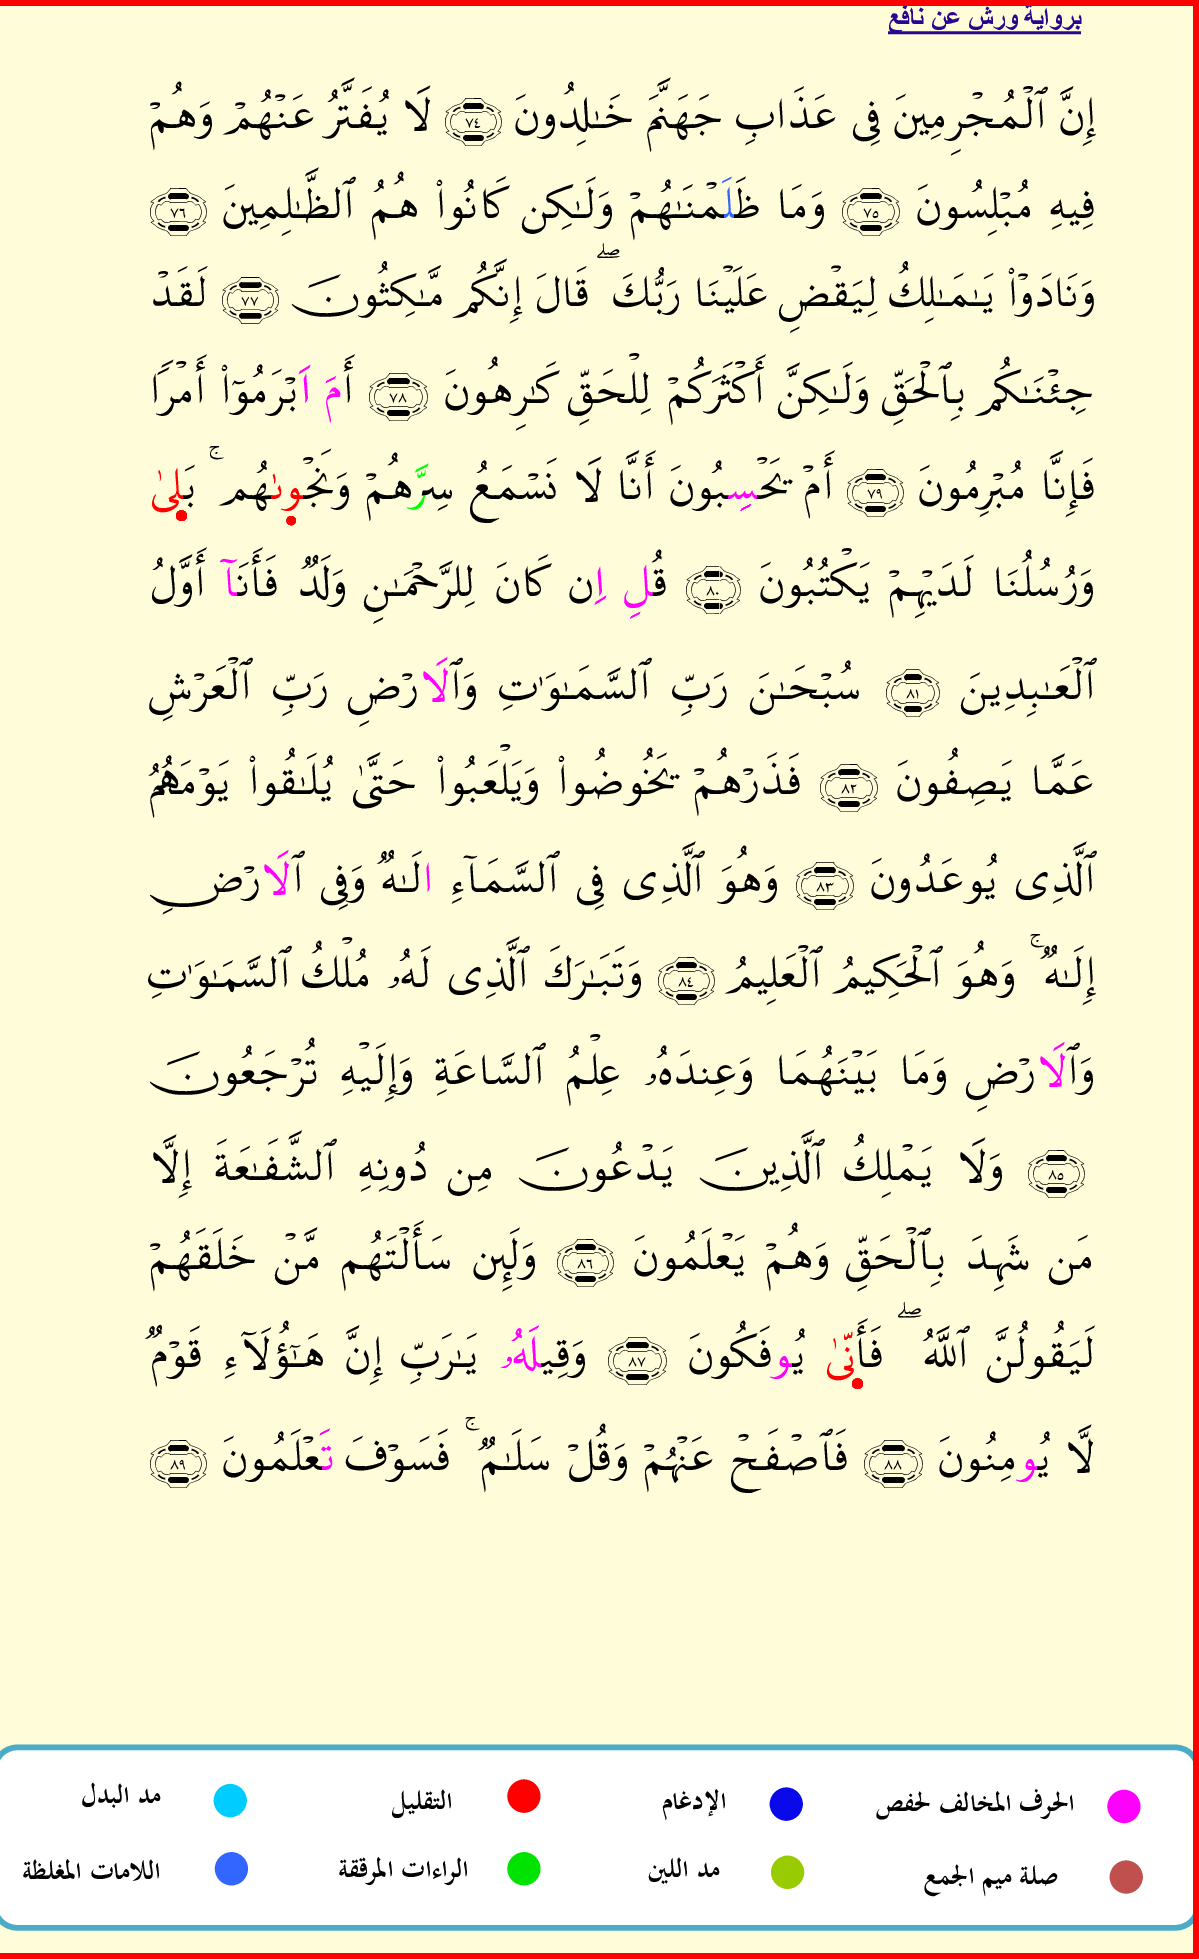 برواية ورش عن نافع
إِنَّ ٱلْمُجْرِمِينَ فِى عَذَابِ جَهَنَّمَ خَـٰلِدُونَ ٧٤ لَا يُفَتَّرُ عَنْهُمْ وَهُمْ
فِيهِ مُبْلِسُونَ ٧٥ وَمَا ظَلَمْنَـٰهُمْ وَلَـٰكِن كَانُوا۟ هُمُ ٱلظَّـٰلِمِينَ ٧٦
وَنَادَوْا۟ يَـٰمَـٰلِكُ لِيَقْضِ عَلَيْنَا رَبُّكَ ۖ قَالَ إِنَّكُم مَّـٰكِثُونَ ٧٧ لَقَدْ
جِئْنَـٰكُم بِٱلْحَقِّ وَلَـٰكِنَّ أَكْثَرَكُمْ لِلْحَقِّ كَـٰرِهُونَ ٧٨ أَمَ اَبْرَمُوٓا۟ أَمْرًا
فَإِنَّا مُبْرِمُونَ ٧٩ أَمْ يَحْسِبُونَ أَنَّا لَا نَسْمَعُ سِرَّهُمْ وَنَجْوىٰهُم ۚ بَلىٰ
وَرُسُلُنَا لَدَيْهِمْ يَكْتُبُونَ ٨٠ قُلِ اِن كَانَ لِلرَّحْمَـٰنِ وَلَدٌ فَأَنَآ أَوَّلُ
ٱلْعَـٰبِدِينَ ٨١ سُبْحَـٰنَ رَبِّ ٱلسَّمَـٰوَٰتِ وَٱلَارْضِ رَبِّ ٱلْعَرْشِ
عَمَّا يَصِفُونَ ٨٢ فَذَرْهُمْ يَخُوضُوا۟ وَيَلْعَبُوا۟ حَتَّىٰ يُلَـٰقُوا۟ يَوْمَهُمُ
ٱلَّذِى يُوعَدُونَ ٨٣ وَهُوَ ٱلَّذِى فِى ٱلسَّمَآءِ الَـٰهٌ وَفِى ٱلَارْضِ
إِلَـٰهٌ ۚ وَهُوَ ٱلْحَكِيمُ ٱلْعَلِيمُ ٨٤ وَتَبَـٰرَكَ ٱلَّذِى لَهُۥ مُلْكُ ٱلسَّمَـٰوَٰتِ
وَٱلَارْضِ وَمَا بَيْنَهُمَا وَعِندَهُۥ عِلْمُ ٱلسَّاعَةِ وَإِلَيْهِ تُرْجَعُونَ
٨٥ وَلَا يَمْلِكُ ٱلَّذِينَ يَدْعُونَ مِن دُونِهِ ٱلشَّفَـٰعَةَ إِلَّا
مَن شَهِدَ بِٱلْحَقِّ وَهُمْ يَعْلَمُونَ ٨٦ وَلَئِن سَأَلْتَهُم مَّنْ خَلَقَهُمْ
لَيَقُولُنَّ ٱللَّهُ ۖ فَأَنّىٰ يُوفَكُونَ ٨٧ وَقِيلَهُۥ يَـٰرَبِّ إِنَّ هَـٰٓؤُلَآءِ قَوْمٌ
لَّا يُومِنُونَ ٨٨ فَٱصْفَحْ عَنْهُمْ وَقُلْ سَلَـٰمٌ ۚ فَسَوْفَ تَعْلَمُونَ ٨٩
الحرف المخالف لحفص الإدغام التقليل مد البدل
صلة ميم الجمع مد اللين الراءات المرققة اللامات المغلظة